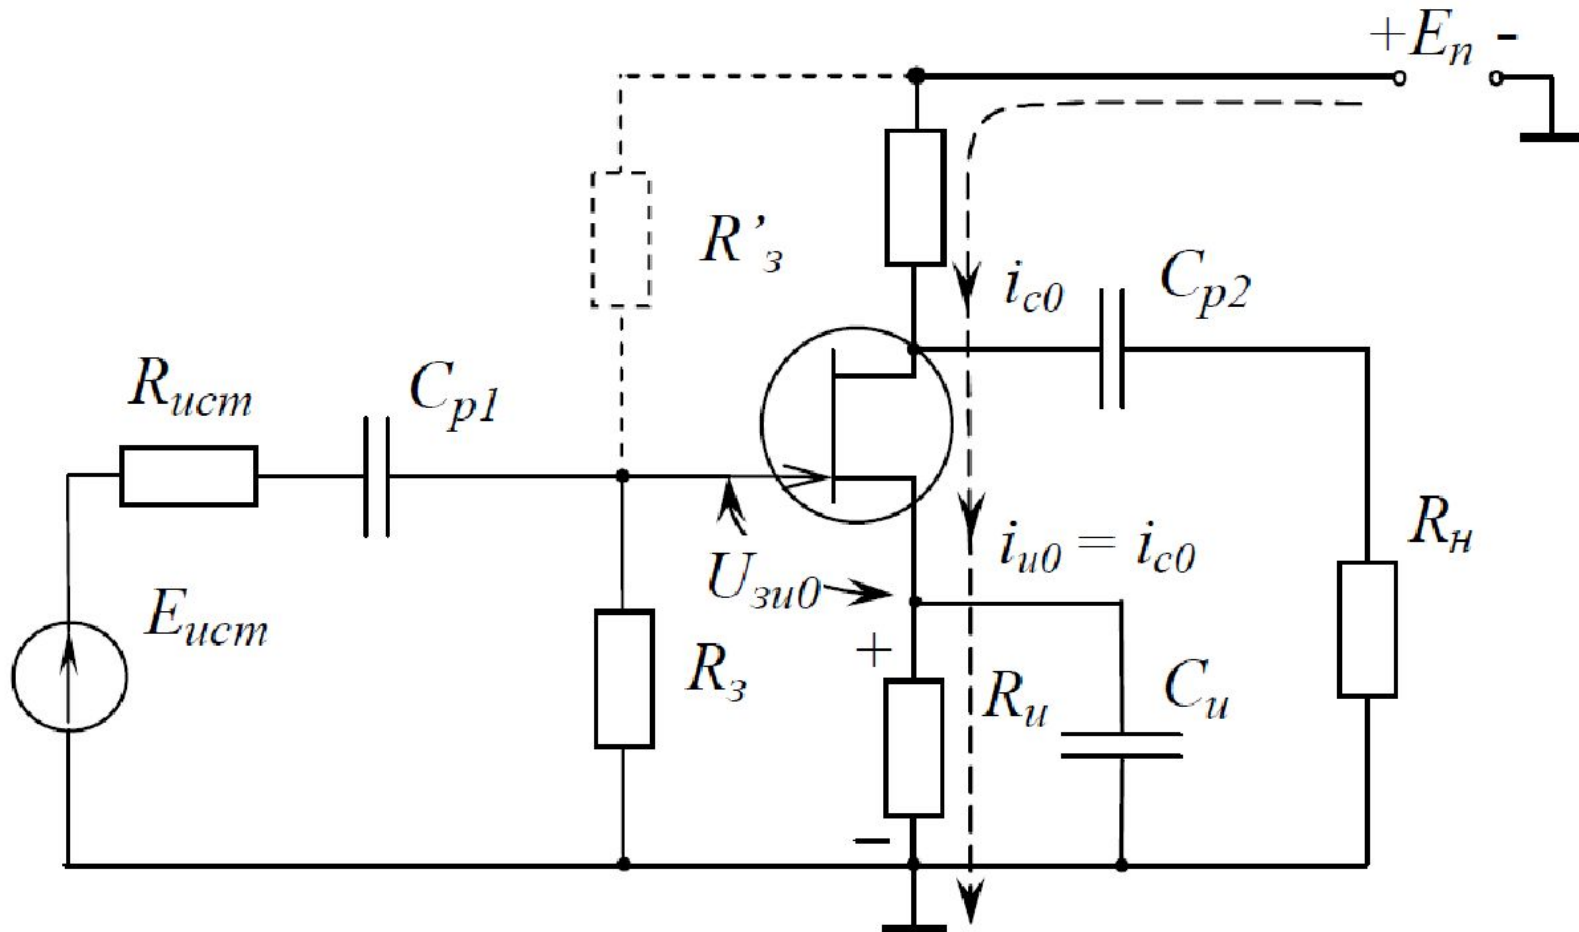 +Eп -
R’з
iс0
Cр2
Rист
Cр1
Rн
iи0 = iс0
Uзи0
Eист
+
Rз
Rи
Cи
-